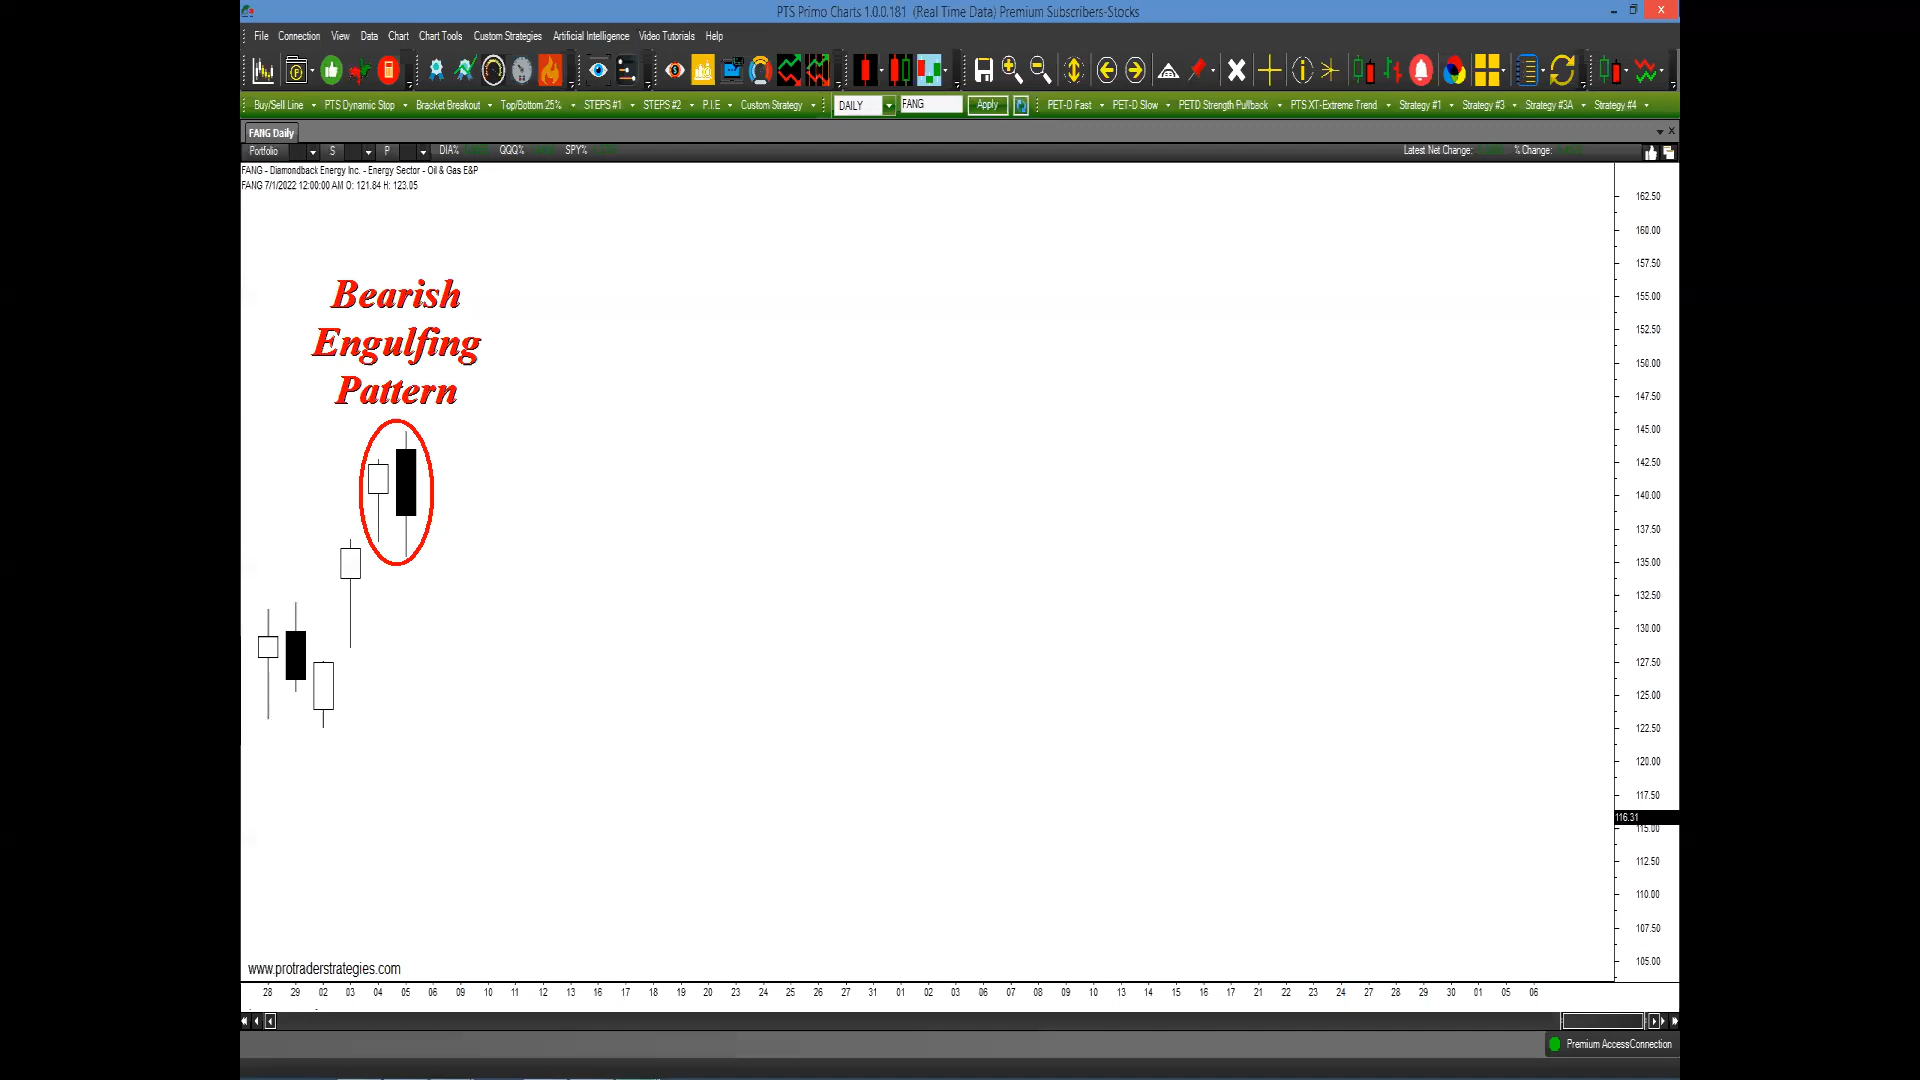 PTS Primo Charts 1.0.0.181 (Real Time Data) Premium Subscribers-Stocks
File Connection View Data Chart Chart Tools Custom Strategies Artificial Intelligence Video Tutorials Help
Buy/Sell Line PTS Dynamic Stop Bracket Breakout Top/Bottom 25% STEPS #1 STEPS #2 P.I.E Custom Strategy DAILY FANG Apply PET-D Fast PET-D Slow PETD Strength Pullback PTS XT-Extreme Trend Strategy #1 Strategy #3 Strategy #3A Strategy #4
FANG Daily
Portfolio S P DIA% QQQ% SPY% Latest Net Change: % Change:
FANG - Diamondback Energy Inc. - Energy Sector - Oil & Gas E&P
FANG 7/1/2022 12:00:00 AM O: 121.84 H: 123.05
Bearish
Engulfing
Pattern
162.50
160.00
157.50
155.00
152.50
150.00
147.50
145.00
142.50
140.00
137.50
135.00
132.50
130.00
127.50
125.00
122.50
120.00
117.50
116.31
115.00
112.50
110.00
107.50
105.00
www.protraderstrategies.com
28 29 02 03 04 05 06 09 10 11 12 13 16 17 18 19 20 23 24 25 26 27 31 01 02 03 06 07 08 09 10 13 14 15 16 17 21 22 23 24 27 28 29 30 01 05 06
Premium AccessConnection